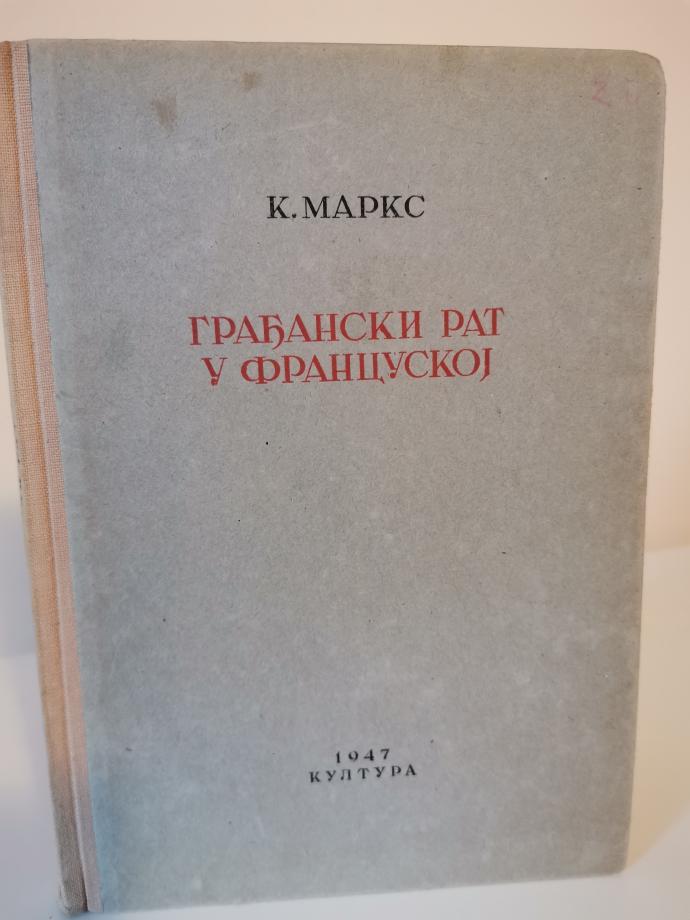 К. МАРКС
ГРАЂАНСКИ РАТ
У ФРАНЦУСКОЈ
1947
КУЛТУРА